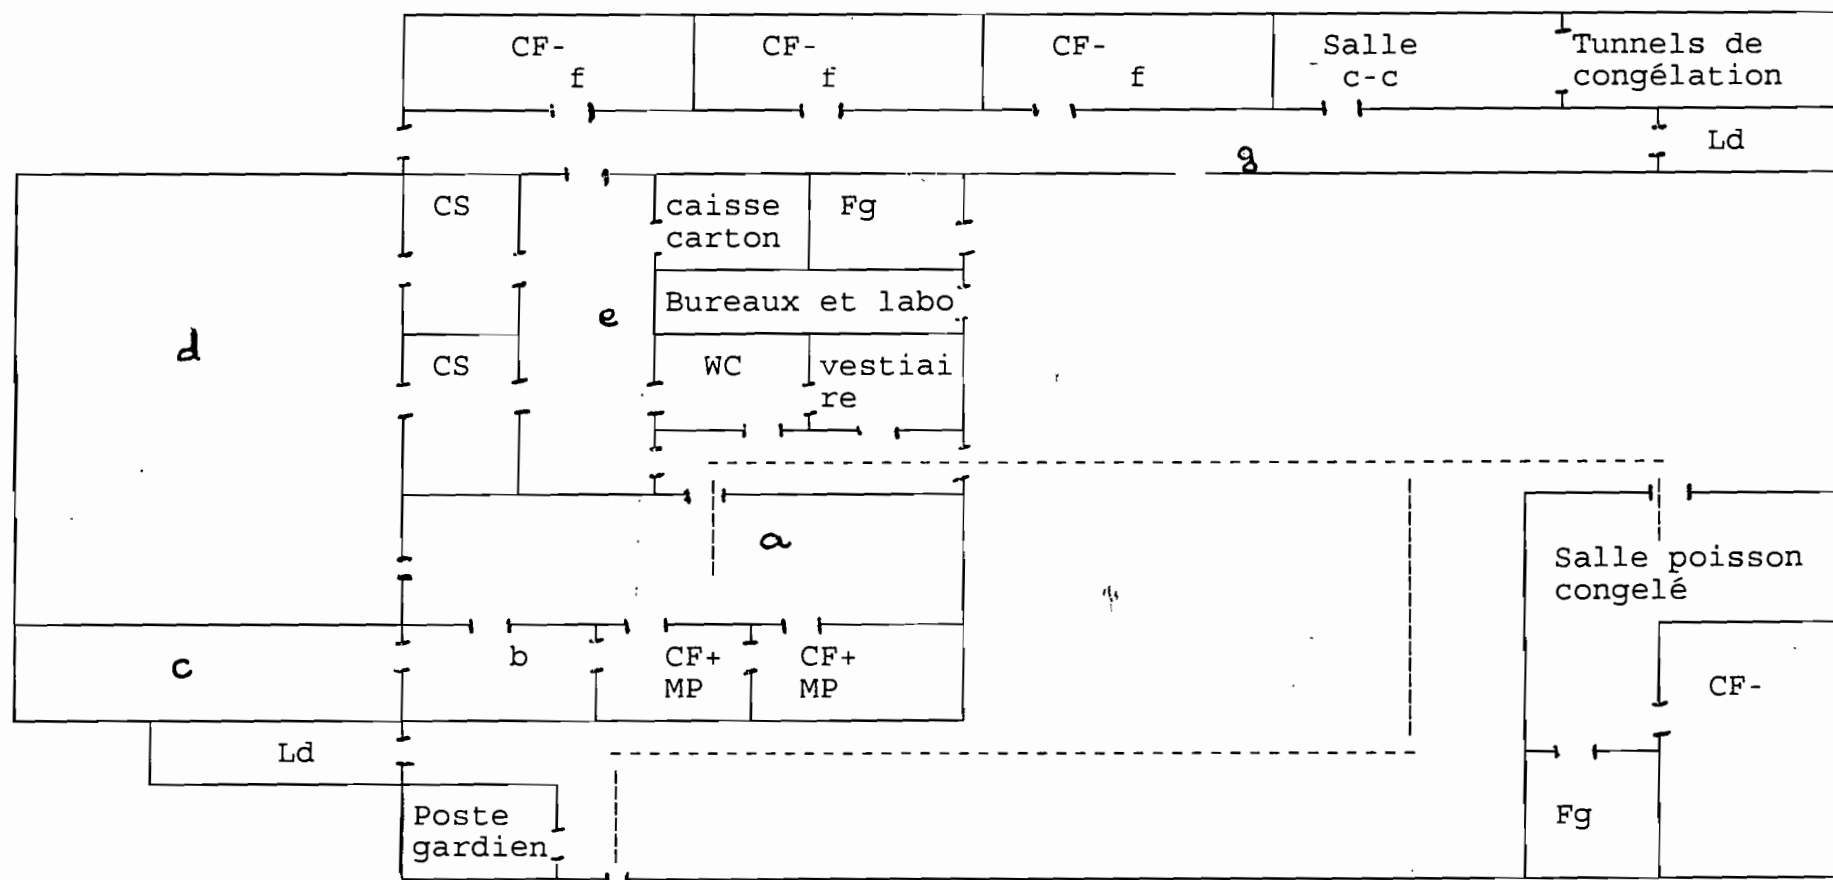 CF-
f
CF-
f
CF-
f
Salle
c-c
Tunnels de
congélation
Ld
g
CS
caisse
carton
Fg
Bureaux et labo
e
d
CS
WC
vestiai
re
a
Salle poisson
congelé
c
b
CF+
MP
CF+
MP
CF-
Ld
Poste
gardien
Fg